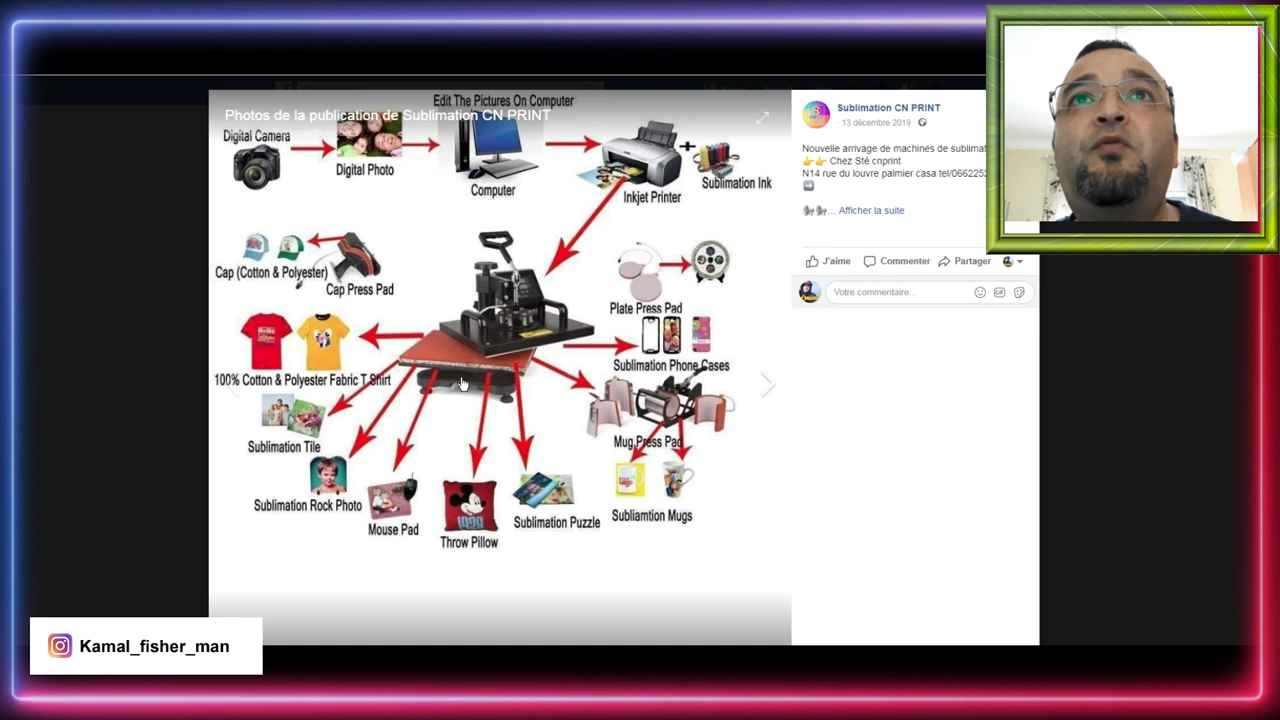 Edit The Pictures On Computer
Photos de la publication de Sublimation CN PRINT
Digital Camera
Digital Photo
Computer
Inkjet Printer
Sublimation Ink
Cap (Cotton & Polyester)
Cap Press Pad
Plate Press Pad
100% Cotton & Polyester Fabric T Shirt
Sublimation Phone Cases
Mug Press Pad
Sublimation Tile
Sublimation Rock Photo
Mouse Pad
Throw Pillow
1900
Sublimation Puzzle
Subliamtion Mugs
Sublimation CN PRINT
13 décembre 2019
Nouvelle arrivage de machines de sublimat
Chez Sté cnprint
N14 rue du louvre palmier casa tel/0662252
... Afficher la suite
J'aime
Commenter
Partager
Votre commentaire...
GIF
Kamal_fisher_man